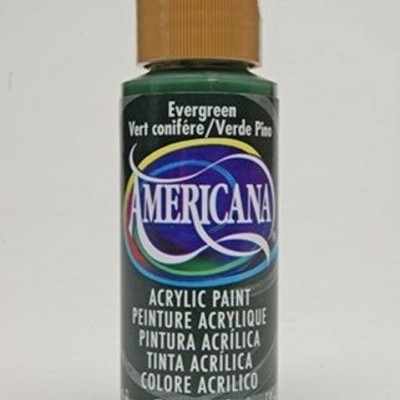 Evergreen
Vert conifére/Verde Pino
AMERICANA
ACRYLIC PAINT
PEINTURE ACRYLIQUE
PINTURA ACRÍLICA
TINTA ACRÍLICA
COLORE ACRILICO